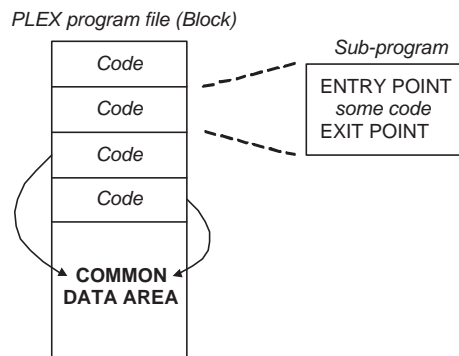 PLEX program file (Block)
Code
Code
Code
Code
COMMON
DATA AREA
Sub-program
ENTRY POINT
some code
EXIT POINT